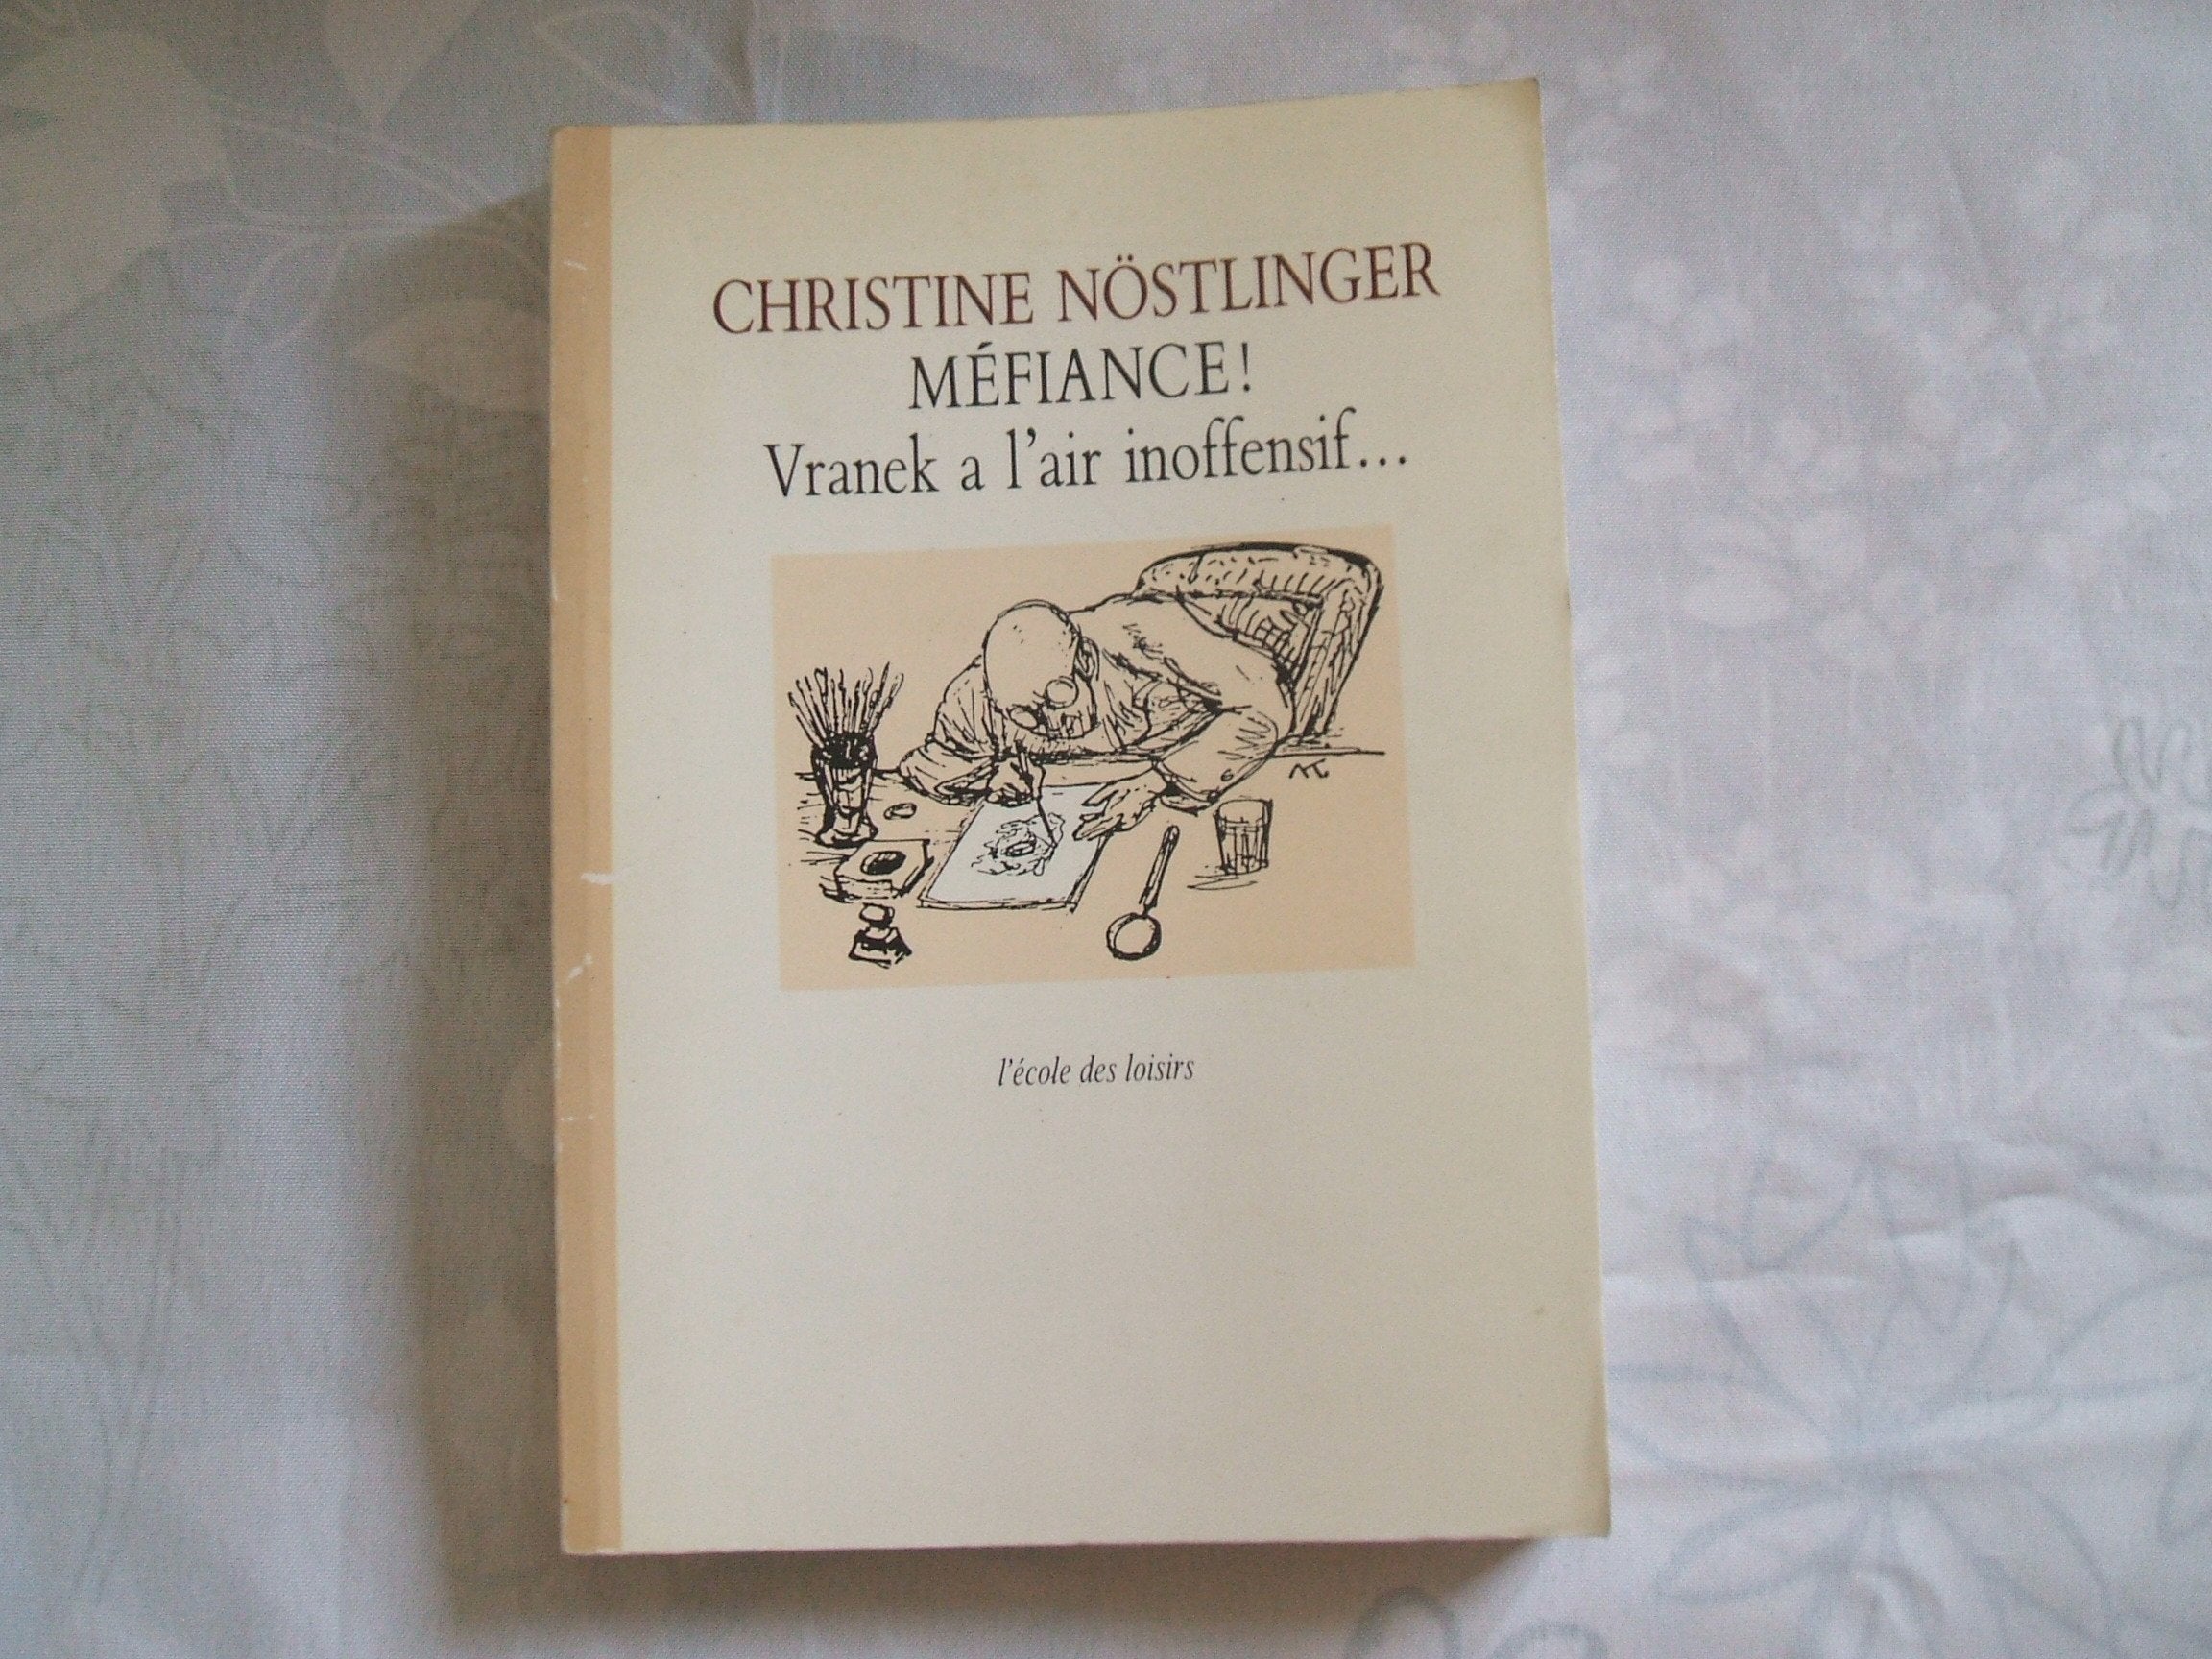 CHRISTINE NÖSTLINGER
MÉFIANCE!
Vranek a l'air inoffensif...
l'école des loisirs